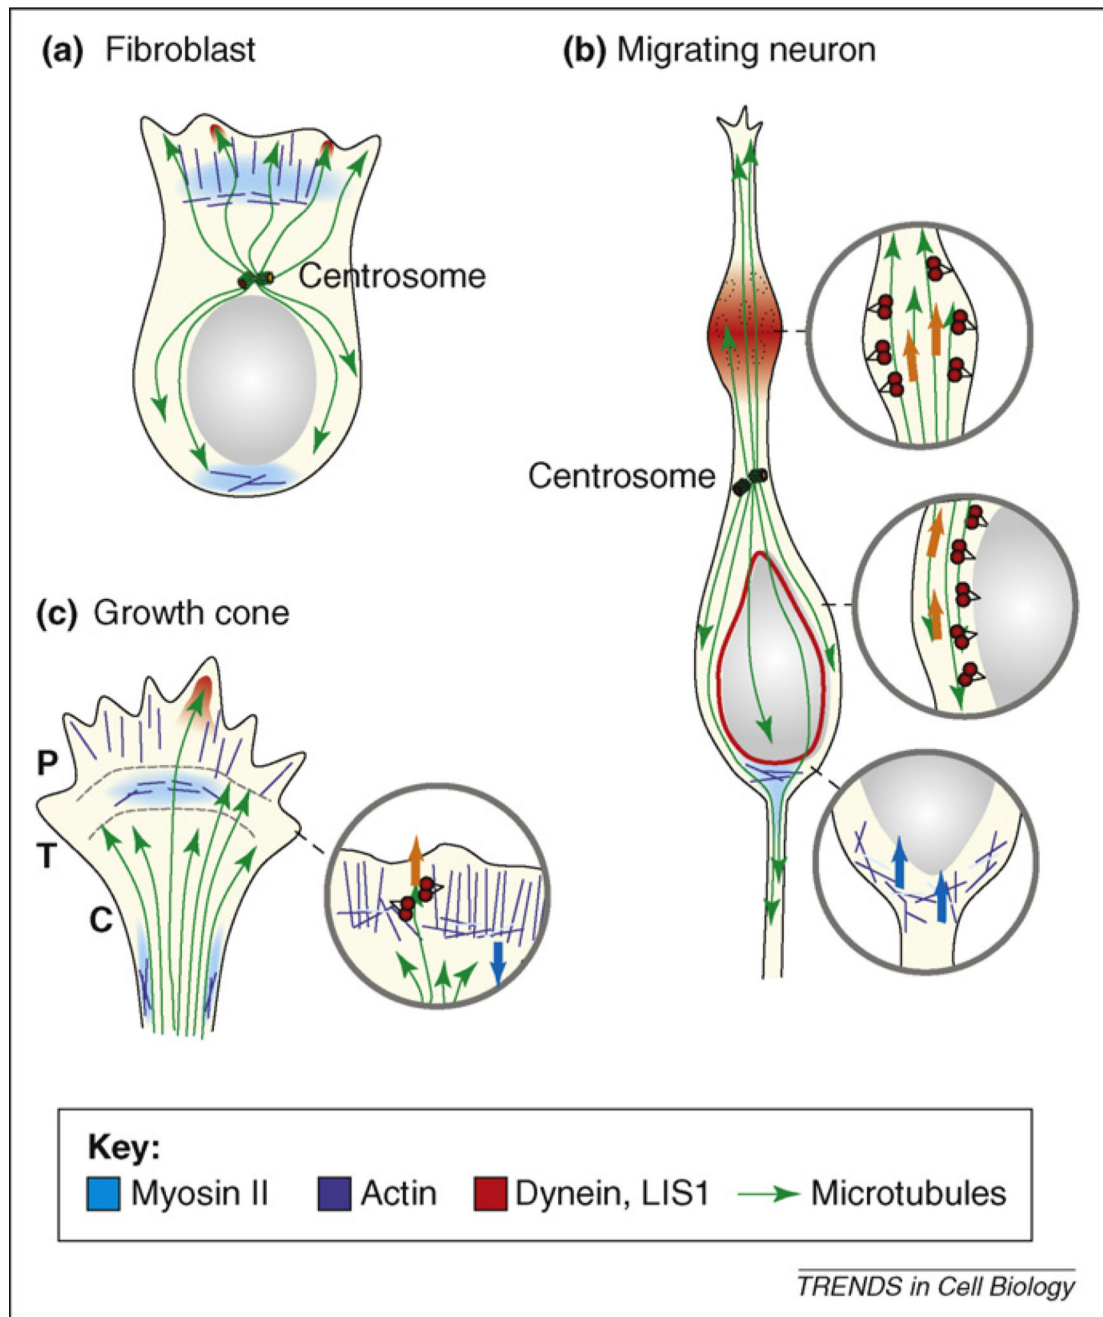 (a) Fibroblast
(b) Migrating neuron
Centrosome
Centrosome
(c) Growth cone
P
T
C
Key:
Myosin II
Actin
Dynein, LIS1
Microtubules
TRENDS in Cell Biology